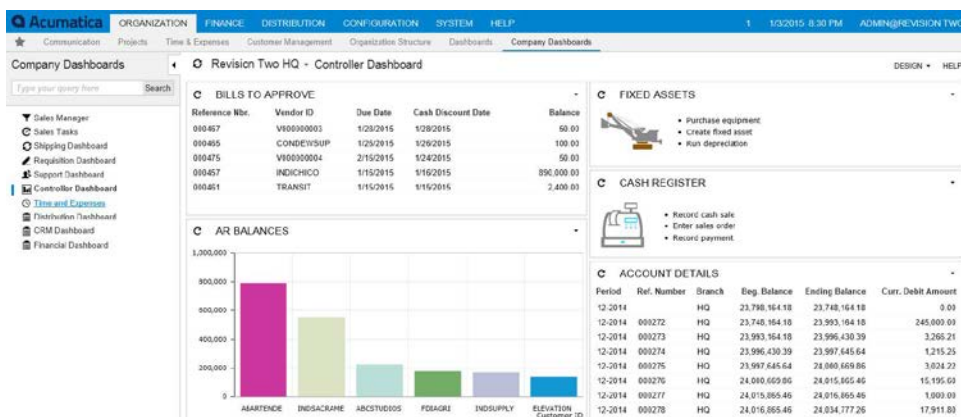 Acumatica ORGANIZATION FINANCE DISTRIBUTION CONFIGURATION SYSTEM HELP 1 1/3/2015 8:30 PM ADMIN@REVISION TWO
Communication Projects Time & Expenses Customer Management Organization Structure Dashboards Company Dashboards
Company Dashboards
Revision Two HQ - Controller Dashboard
DESIGN HELP
Type your query here Search
Sales Manager
Sales Tasks
Shipping Dashboard
Requisition Dashboard
Support Dashboard
Controller Dashboard
Time and Expenses
Distribution Dashboard
CRM Dashboard
Financial Dashboard
BILLS TO APPROVE
Reference Nbr. Vendor ID Due Date Cash Discount Date Balance
000467 V000000003 1/28/2015 1/28/2015 50.00
000465 CONDEWSUP 1/25/2015 1/26/2015 100.00
000475 V000000004 2/15/2015 1/24/2015 50.00
000457 INDICHICO 1/15/2015 1/16/2015 890,000.00
000451 TRANSIT 1/15/2015 1/15/2015 2,400.00
AR BALANCES
1,000,000
800,000
600,000
400,000
200,000
ABARTENDE INDSACRAME ABCSTUDIOS FDIAGRI INDSUPPLY ELEVATION
Customer ID
FIXED ASSETS
Purchase equipment
Create fixed asset
Run depreciation
CASH REGISTER
Record cash sale
Enter sales order
Record payment
ACCOUNT DETAILS
Period Ref. Number Branch Beg. Balance Ending Balance Curr. Debit Amount
12-2014 HQ 23,798,164.18 23,748,164.18 0.00
12-2014 000272 HQ 23,748,164.18 23,993,164.18 245,000.00
12-2014 000273 HQ 23,993,164.18 23,996,430.39 3,266.21
12-2014 000274 HQ 23,996,430.39 23,997,645.64 1,215.25
12-2014 000275 HQ 23,997,645.64 24,000,669.86 3,024.22
12-2014 000276 HQ 24,000,669.86 24,015,865.46 15,195.60
12-2014 000277 HQ 24,015,865.46 24,016,865.46 1,000.00
12-2014 000278 HQ 24,016,865.46 24,034,777.26 17,911.80